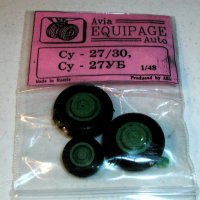 Avia
EQUIPAGE
Auto
Су - 27/30,
Су - 27УБ
1/48
Made in Russia
Produced by